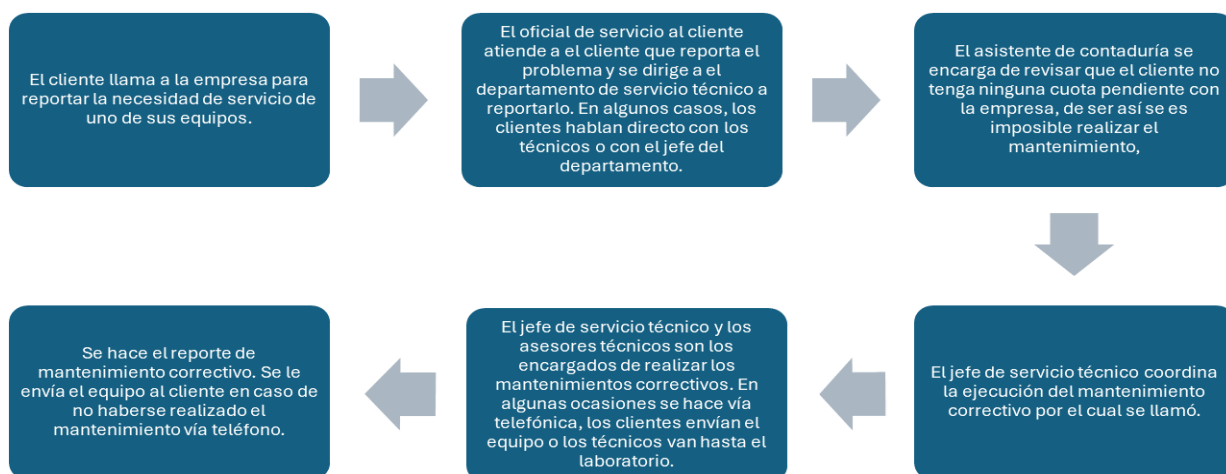 El cliente llama a la empresa para
reportar la necesidad de servicio de
uno de sus equipos.
El oficial de servicio al cliente
atiende a el cliente que reporta el
problema y se dirige a el
departamento de servicio técnico a
reportarlo. En algunos casos, los
clientes hablan directo con los
técnicos o con el jefe del
departamento.
El asistente de contaduría se
encarga de revisar que el cliente no
tenga ninguna cuota pendiente con
la empresa, de ser así se es
imposible realizar el
mantenimiento,
El jefe de servicio técnico coordina
la ejecución del mantenimiento
correctivo por el cual se llamó.
El jefe de servicio técnico y los
asesores técnicos son los
encargados de realizar los
mantenimientos correctivos. En
algunas ocasiones se hace vía
telefónica, los clientes envían el
equipo o los técnicos van hasta el
laboratorio.
Se hace el reporte de
mantenimiento correctivo. Se le
envía el equipo al cliente en caso de
no haberse realizado el
mantenimiento vía teléfono.